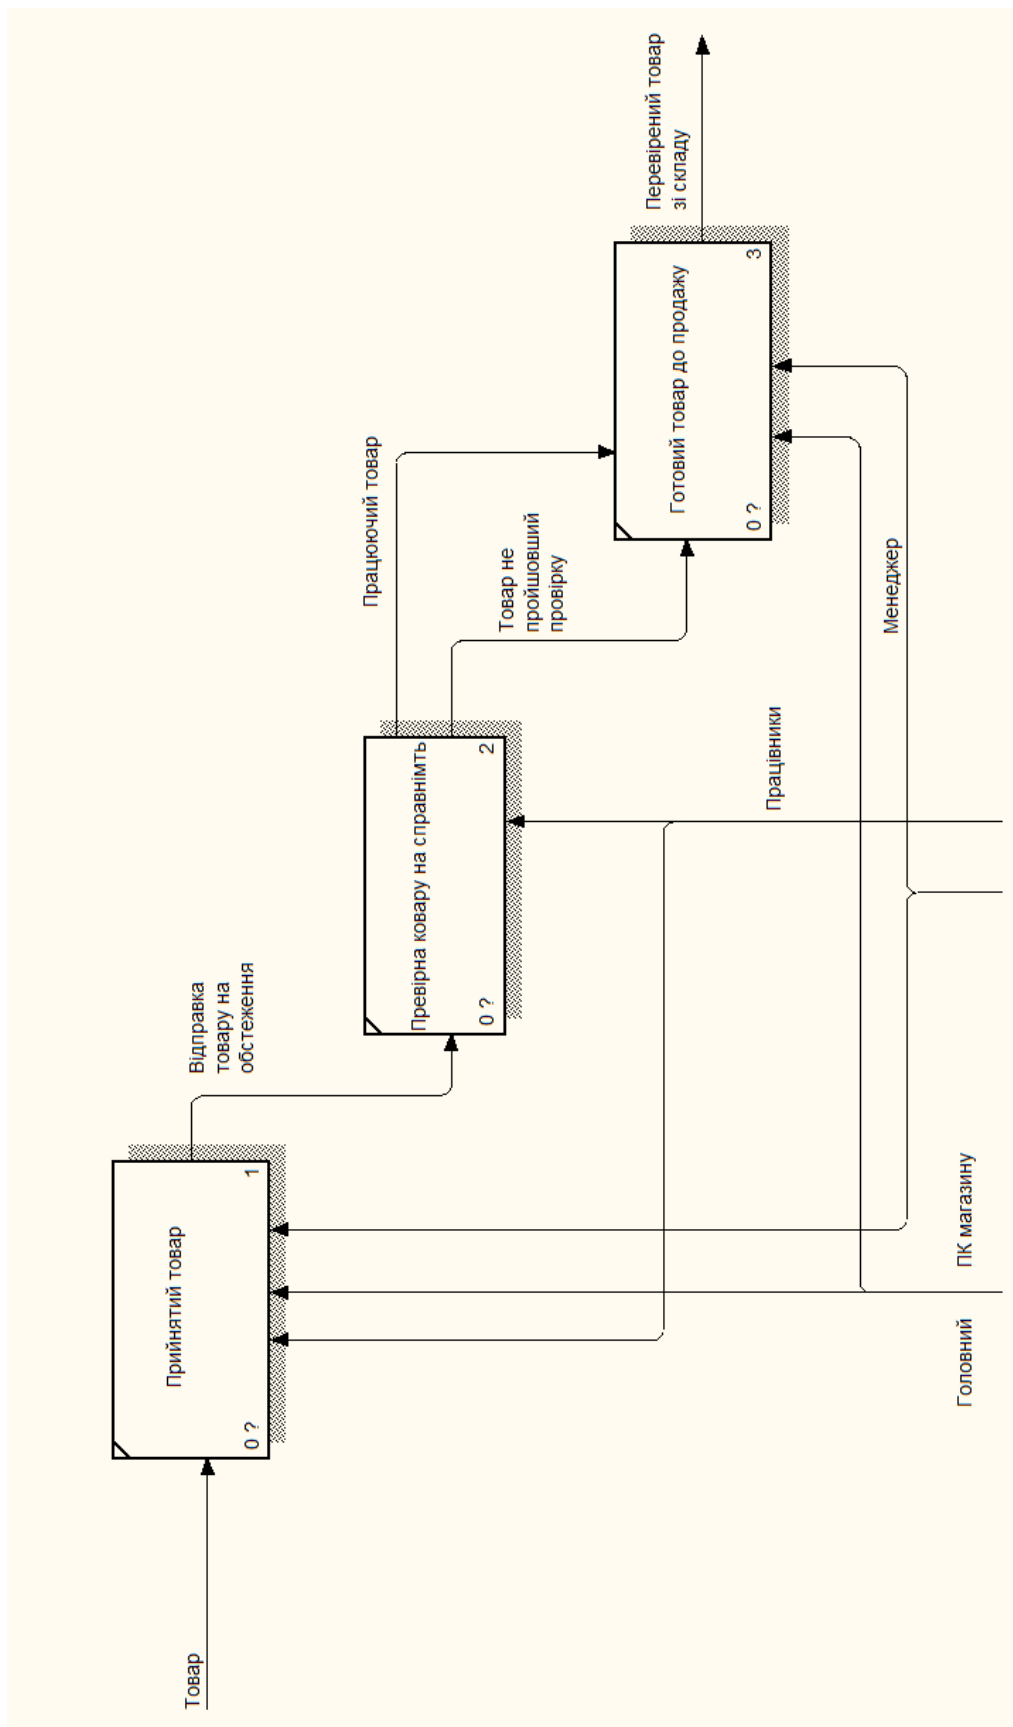 Товар
Прийнятий товар
0 ?
1
Відправка
товару на
обстеження
Превірна ковару на справнімть
0 ?
2
Працюючий товар
Товар не
пройшовший
провірку
Готовий товар до продажу
0 ?
3
Перевірений товар
зі складу
Працівники
Менеджер
Головний
ПК магазину